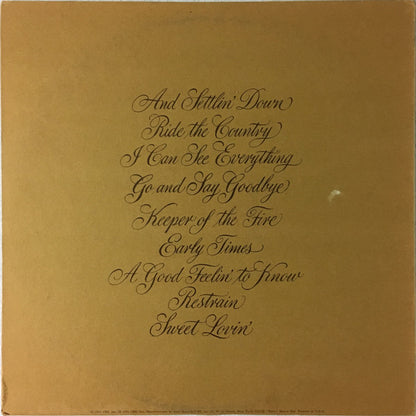 And Settlin' Down
Ride the Country
I Can See Everything
Go and Say Goodbye
Keeper of the Fire
Early Times
A Good Feelin' to Know
Restrain
Sweet Lovin'